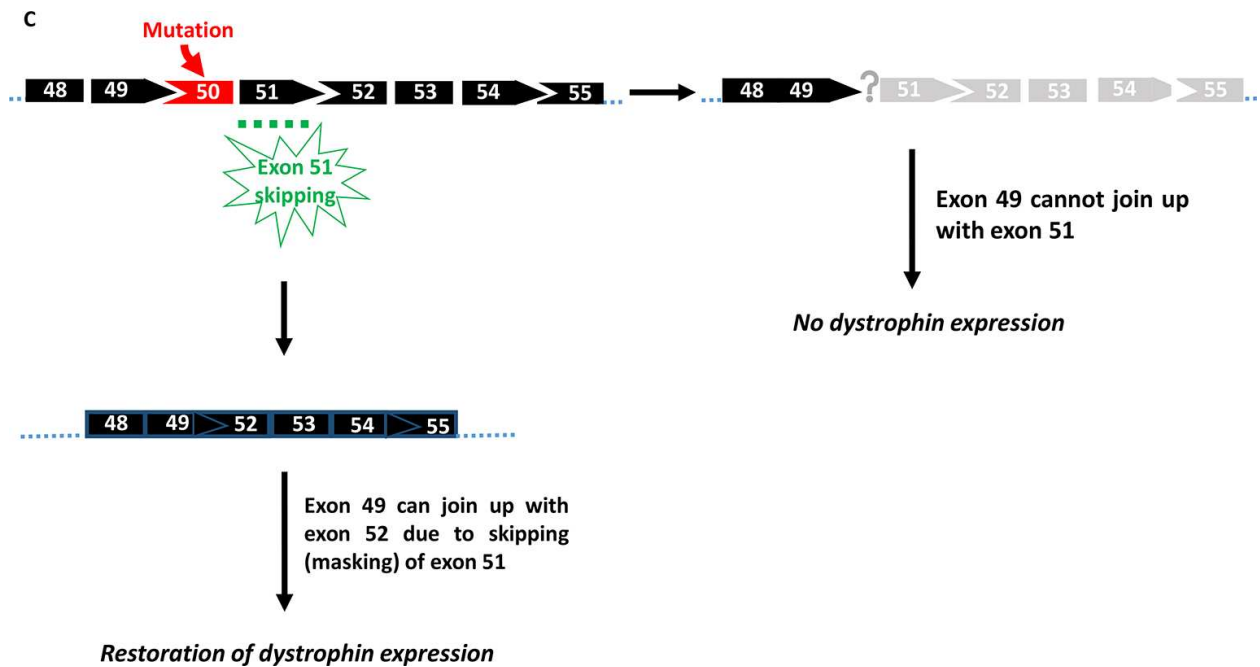 C
Mutation
48 49 50 51 52 53 54 55
48 49 ? 51 52 53 54 55
Exon 51
skipping
Exon 49 cannot join up
with exon 51
No dystrophin expression
48 49 52 53 54 55
Exon 49 can join up with
exon 52 due to skipping
(masking) of exon 51
Restoration of dystrophin expression